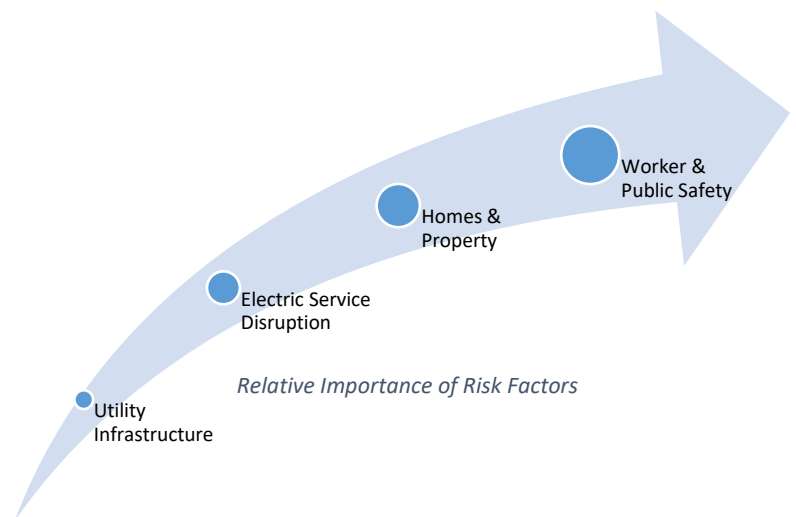 Worker &
Public Safety
Homes &
Property
Electric Service
Disruption
Relative Importance of Risk Factors
Utility
Infrastructure